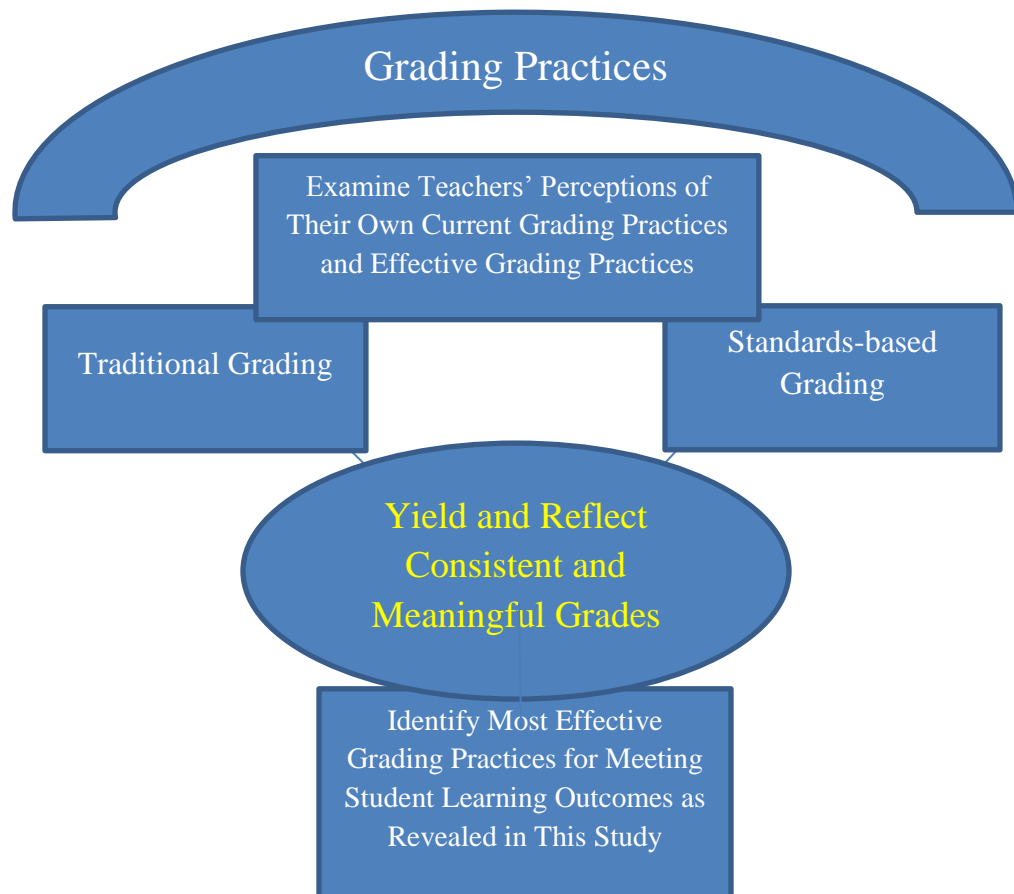 Grading Practices
Examine Teachers’ Perceptions of
Their Own Current Grading Practices
and Effective Grading Practices
Traditional Grading
Standards-based
Grading
Yield and Reflect
Consistent and
Meaningful Grades
Identify Most Effective
Grading Practices for Meeting
Student Learning Outcomes as
Revealed in This Study